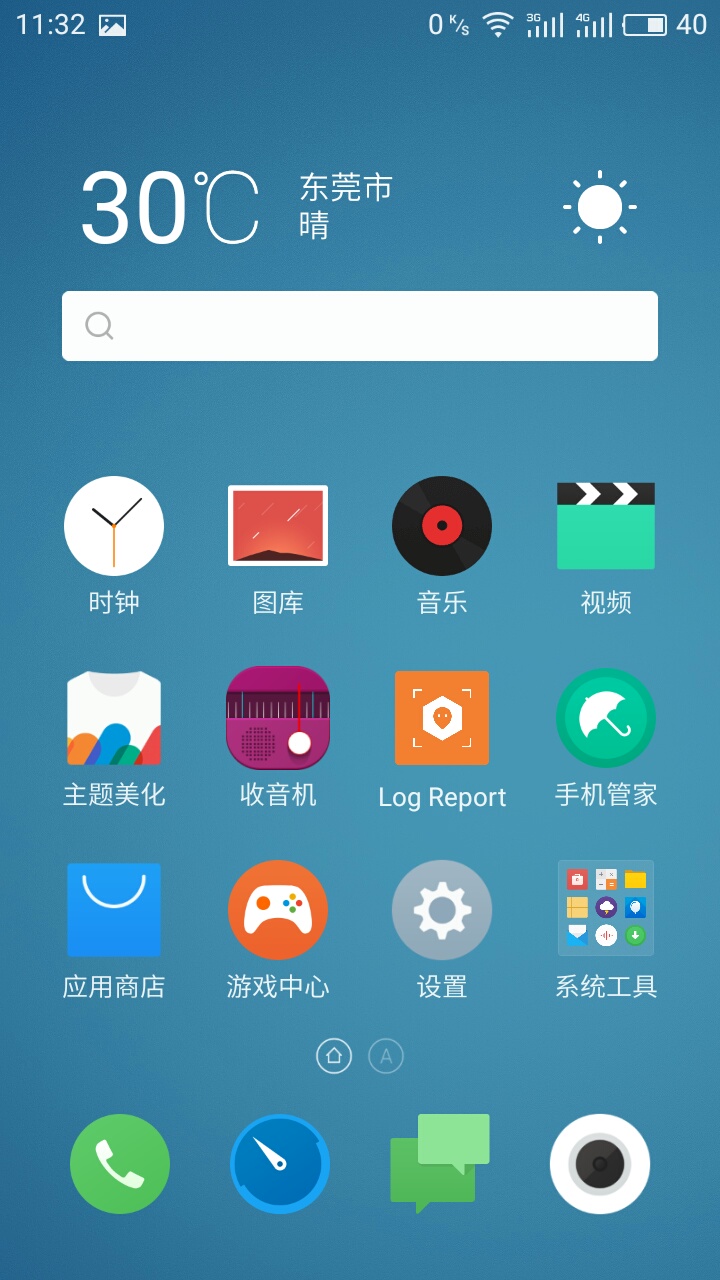 11:32 0 K/s 3G 4G 40
30℃
东莞市
晴
时钟 图库 音乐 视频
主题美化 收音机 Log Report 手机管家
应用商店 游戏中心 设置 系统工具
A